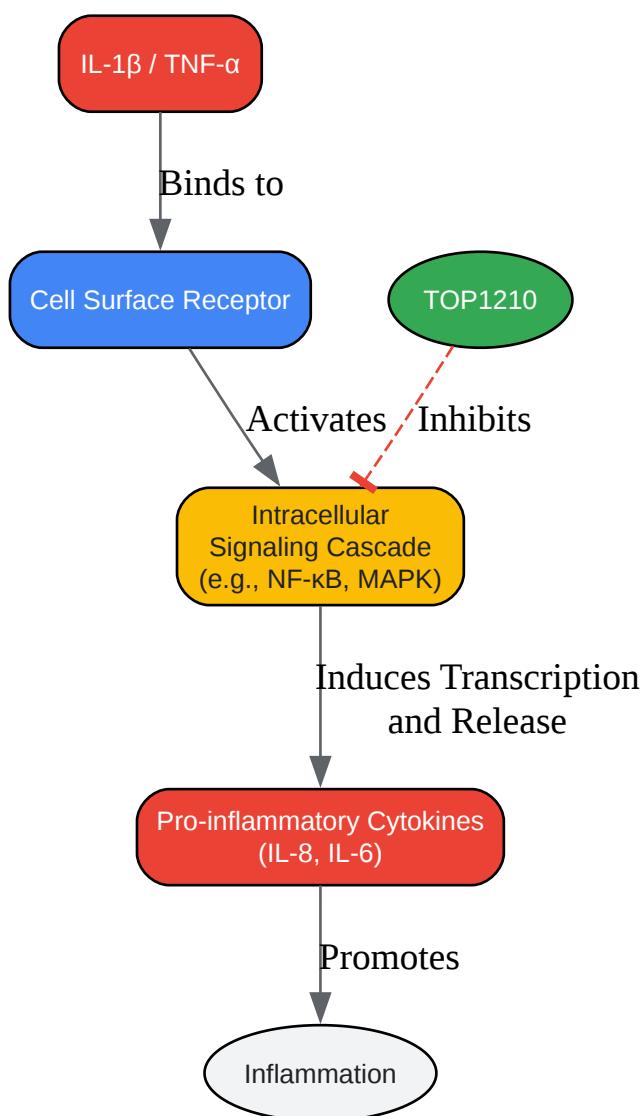 IL-1β / TNF-α
Binds to
Cell Surface Receptor
TOP1210
Activates
Inhibits
Intracellular
Signaling Cascade
(e.g., NF-κB, MAPK)
Induces Transcription
and Release
Pro-inflammatory Cytokines
(IL-8, IL-6)
Promotes
Inflammation